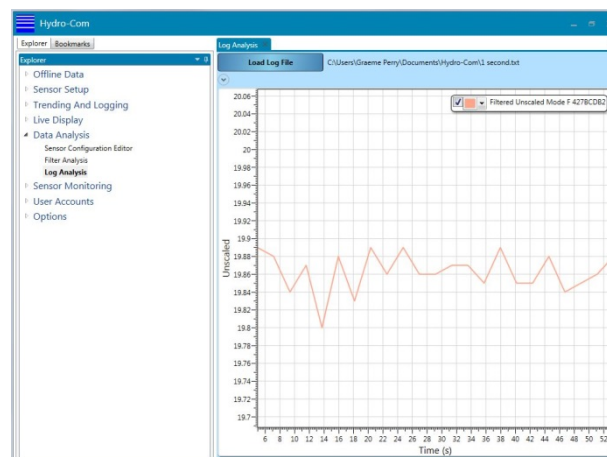 Hydro-Com
Explorer Bookmarks
Explorer
Offline Data
Sensor Setup
Trending And Logging
Live Display
Data Analysis
Sensor Configuration Editor
Filter Analysis
Log Analysis
Sensor Monitoring
User Accounts
Options
Log Analysis
Load Log File C:\Users\Graeme Perry\Documents\Hydro-Com\1 second.txt
Filtered Unscaled Mode F 427BCDB2
Unscaled
20.06
20.04
20.02
20
19.98
19.96
19.94
19.92
19.9
19.88
19.86
19.84
19.82
19.8
19.78
19.76
19.74
19.72
19.7
6 8 10 12 14 16 18 20 22 24 26 28 30 32 34 36 38 40 42 44 46 48 50 52
Time (s)